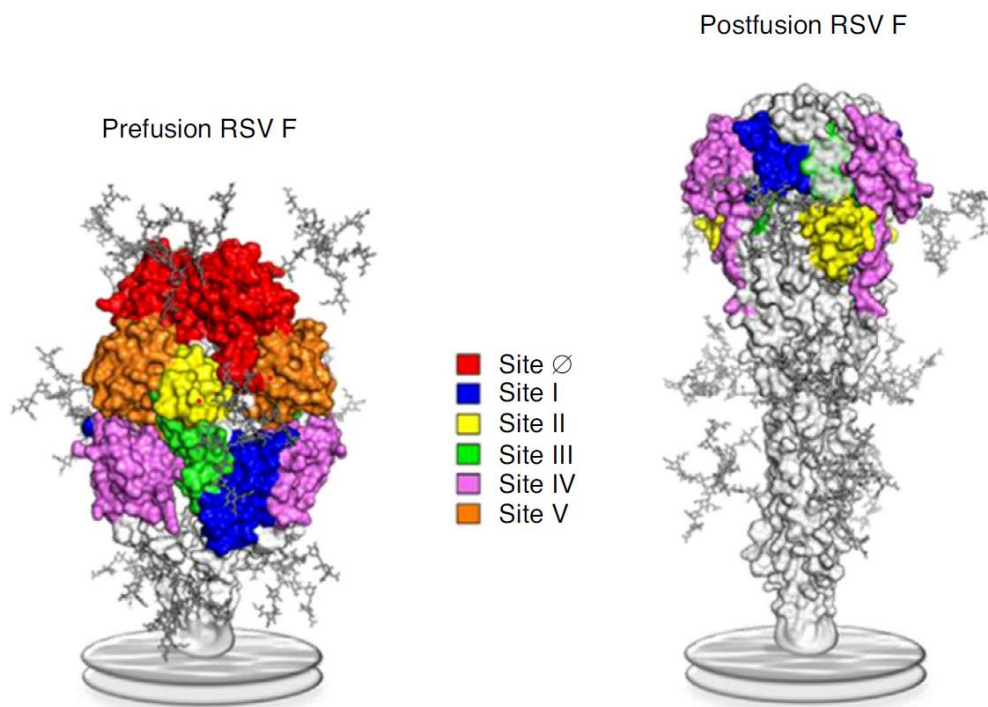 Postfusion RSV F
Prefusion RSV F
Site ∅
Site I
Site II
Site III
Site IV
Site V